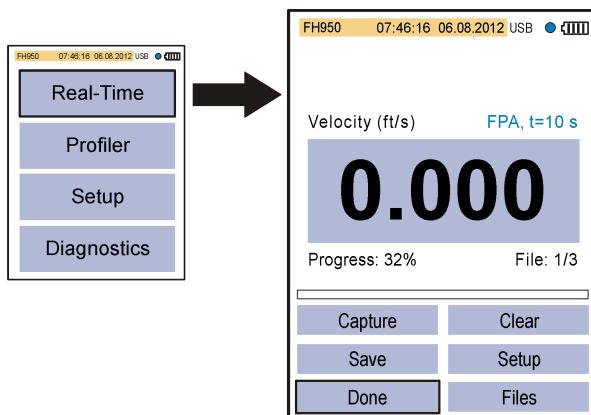 FH950 07:46:16 06.08.2012 USB
Real-Time
Profiler
Setup
Diagnostics
FH950 07:46:16 06.08.2012 USB
Velocity (ft/s) FPA, t=10 s
0.000
Progress: 32% File: 1/3
Capture Clear
Save Setup
Done Files